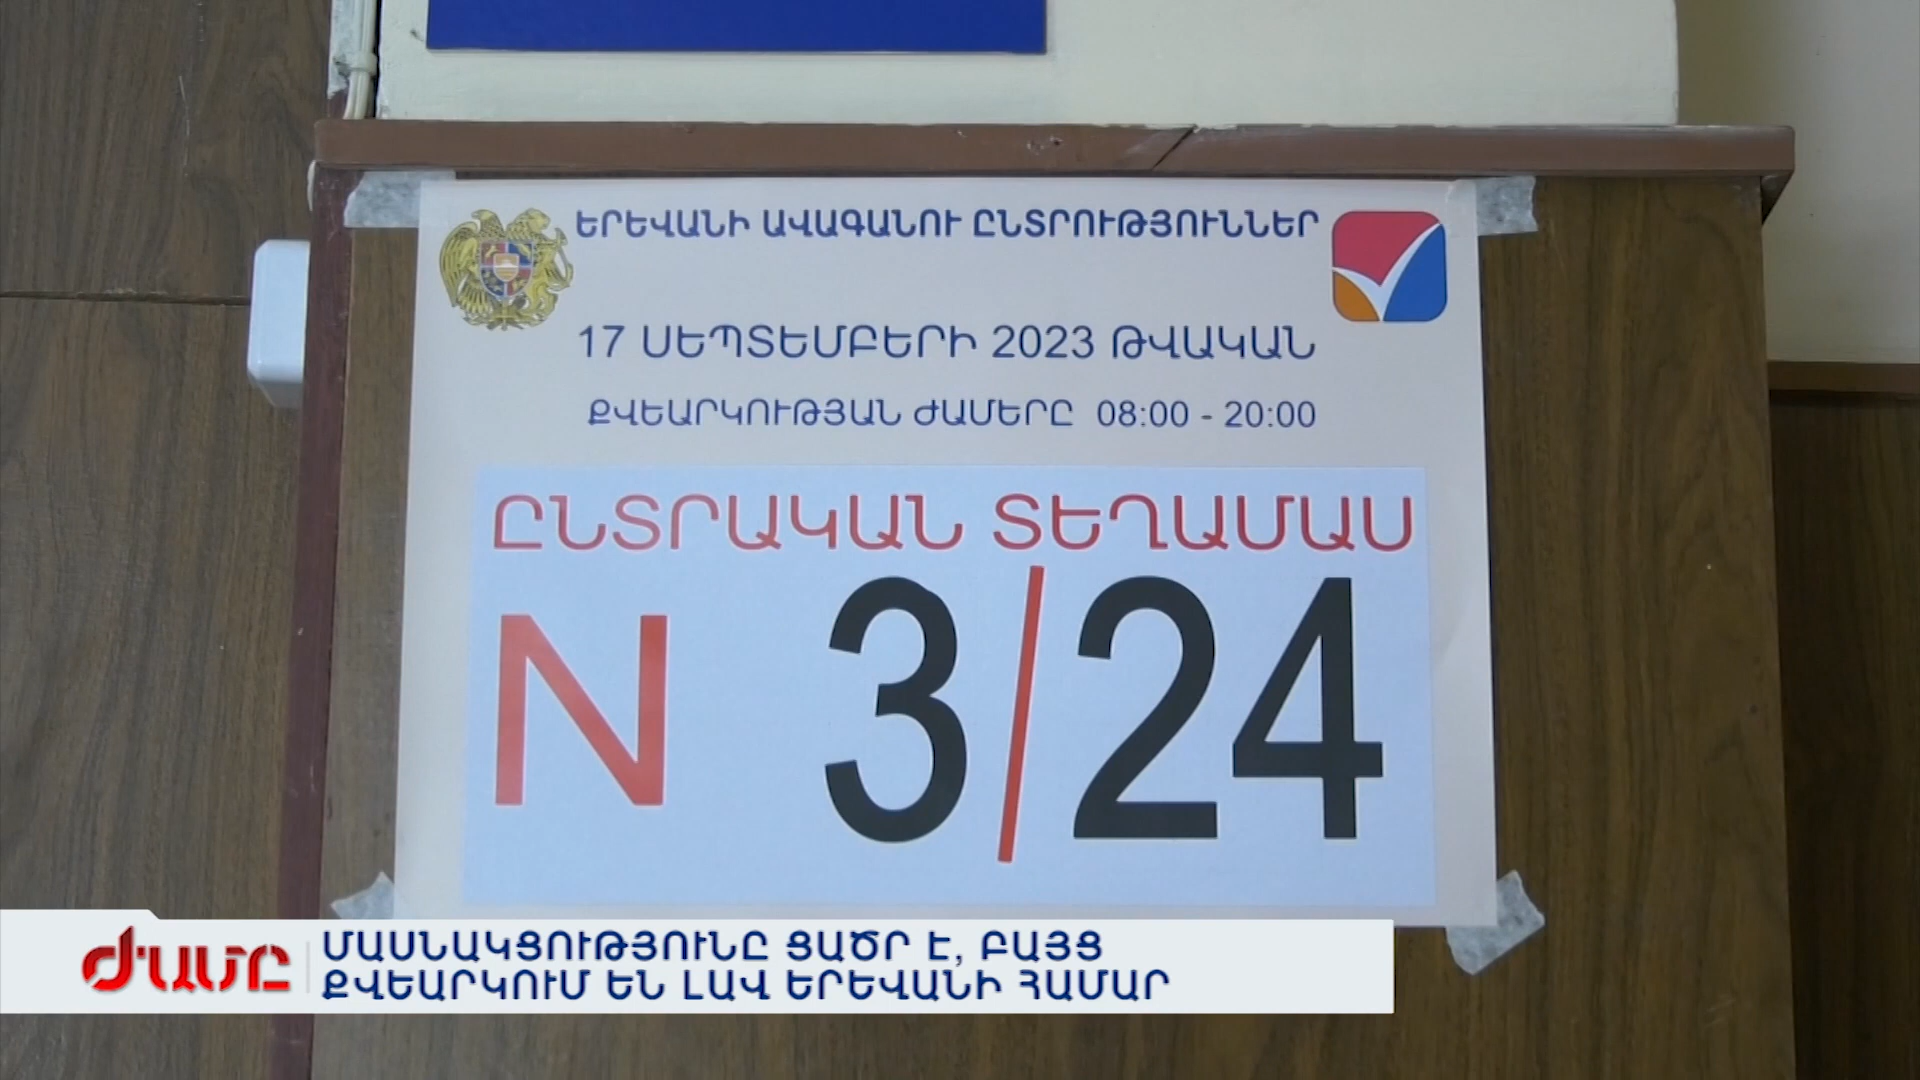 ԵՐԵՎԱՆԻ ԱՎԱԳԱՆՈՒ ԸՆՏՐՈՒԹՅՈՒՆՆԵՐ
17 ՍԵՊՏԵՄԲԵՐԻ 2023 ԹՎԱԿԱՆ
ՔՎԵԱՐԿՈՒԹՅԱՆ ԺԱՄԵՐԸ 08:00 - 20:00
ԸՆՏՐԱԿԱՆ ՏԵՂԱՄԱՍ
N 3/24
ԺԱՄԸ
ՄԱՍՆԱԿՑՈՒԹՅՈՒՆԸ ՑԱԾՐ Է, ԲԱՅՑ
ՔՎԵԱՐԿՈՒՄ ԵՆ ԼԱՎ ԵՐԵՎԱՆԻ ՀԱՄԱՐ